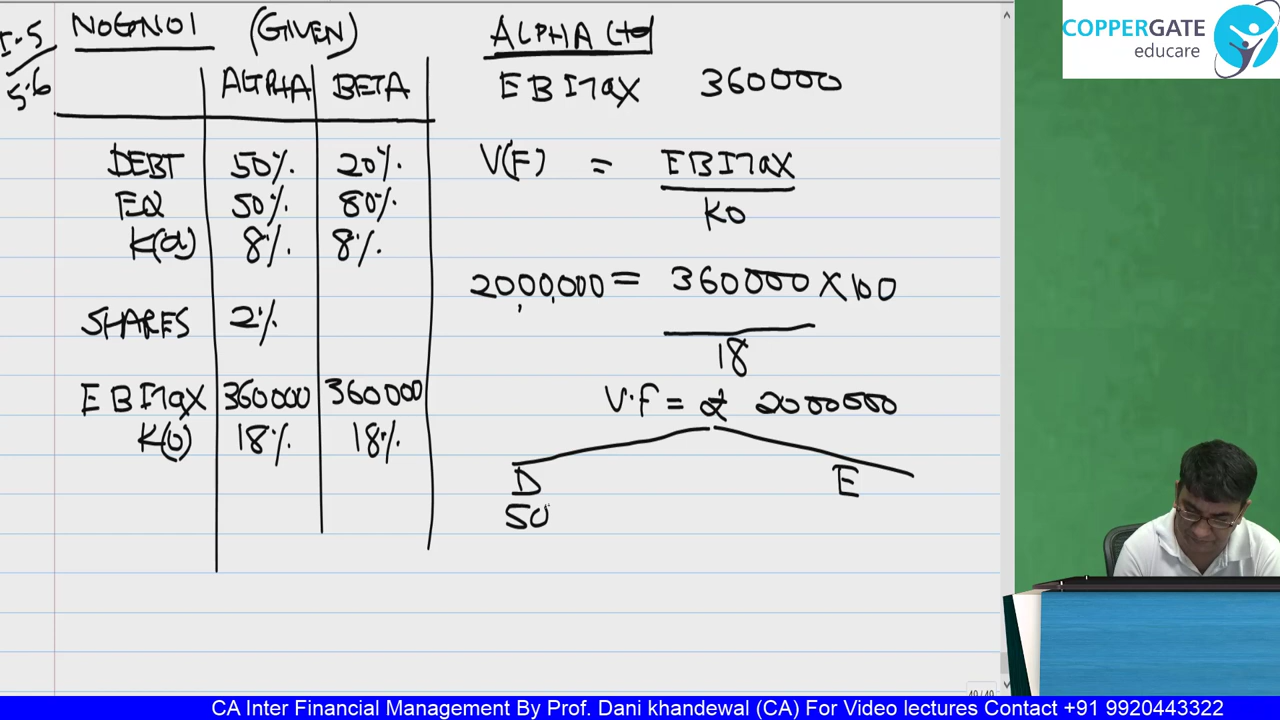 I-5
5.6
NOGNOI (GIVEN)
ALPHA BETA
DEBT 50% 20%
EQ 50% 80%
K(d) 8% 8%
SHARES 2%
EBITax 360000 360000
K(o) 18% 18%
ALPHA Ltd
EBITax 360000
V(F) = EBITax
KO
2000,000 = 360000 X 100
18
V.F = 2000000
D E
50
COPPERGATE
educare
49/49
CA Inter Financial Management By Prof. Dani khandewal (CA) For Video lectures Contact +91 9920443322